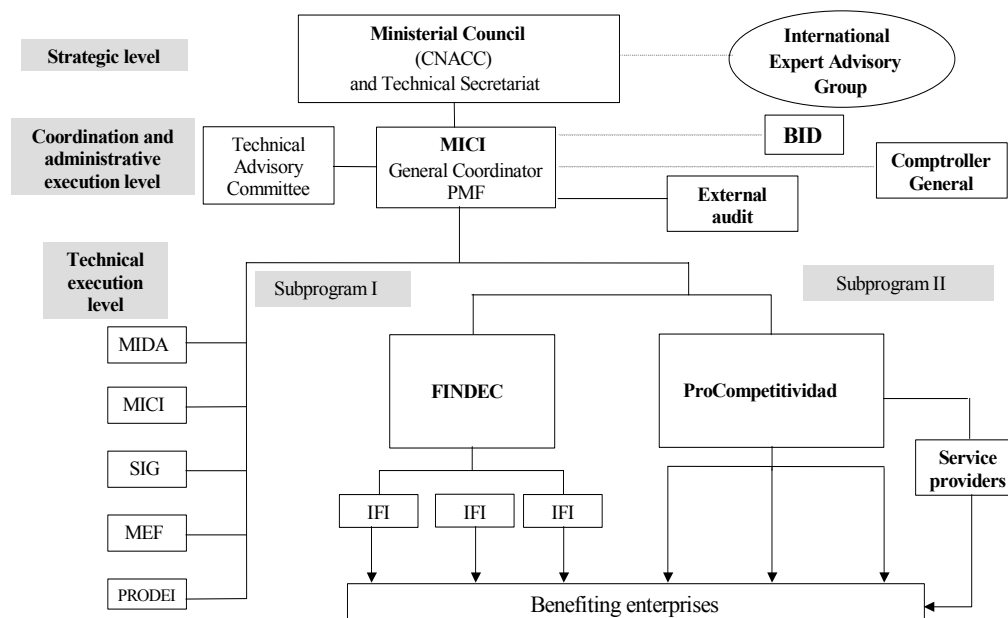 Strategic level
Ministerial Council
(CNACC)
and Technical Secretariat
International
Expert Advisory
Group
Coordination and
administrative
execution level
Technical
Advisory
Committee
MICI
General Coordinator
PMF
BID
Comptroller
General
External
audit
Technical
execution
level
Subprogram I
Subprogram II
MIDA
MICI
SIG
MEF
PRODEI
FINDEC
ProCompetitividad
Service
providers
IFI
IFI
IFI
Benefiting enterprises